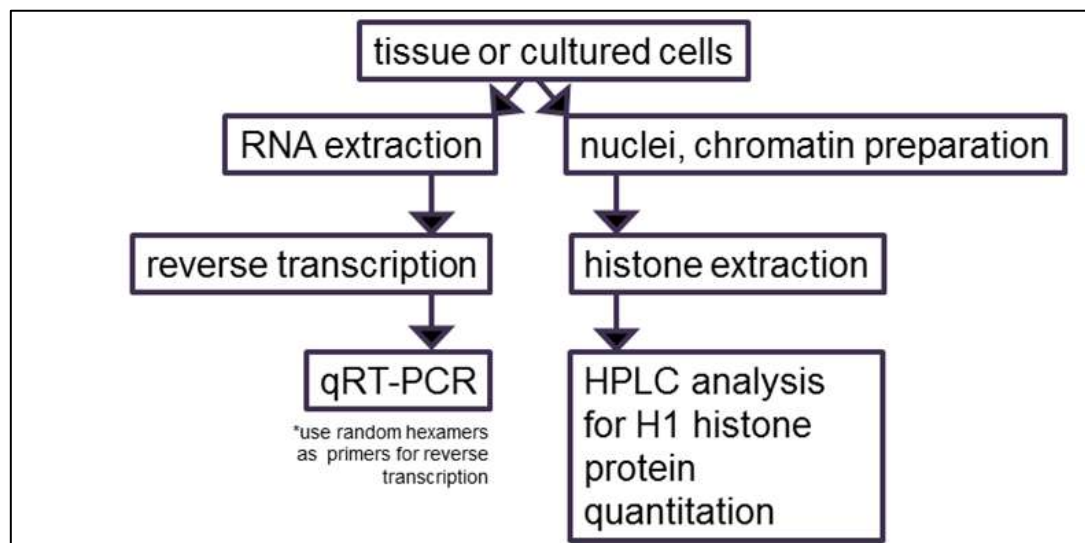 tissue or cultured cells
RNA extraction
nuclei, chromatin preparation
reverse transcription
histone extraction
qRT-PCR
*use random hexamers
as primers for reverse
transcription
HPLC analysis
for H1 histone
protein
quantitation